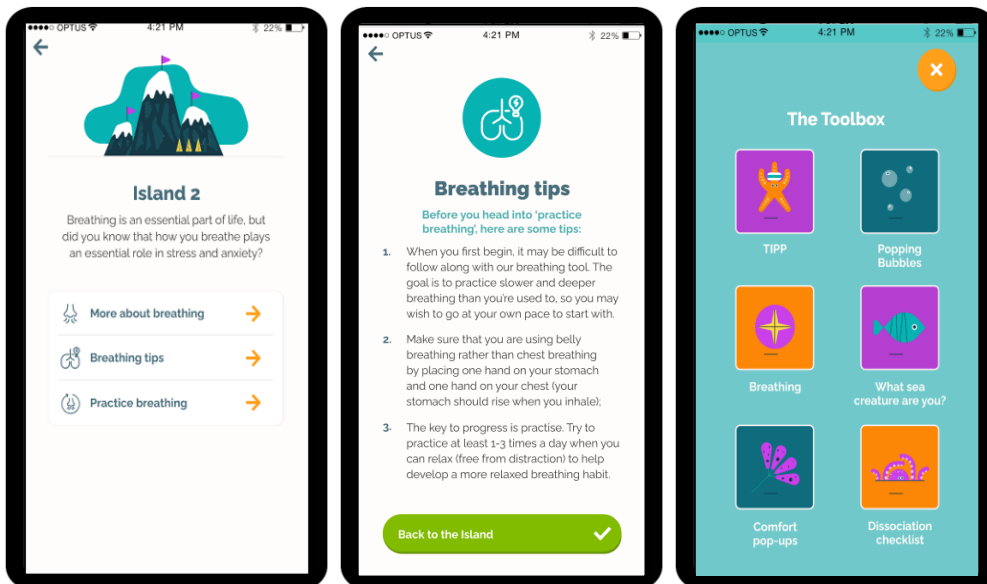 OPTUS 4:21 PM 22%
Island 2
Breathing is an essential part of life, but
did you know that how you breathe plays
an essential role in stress and anxiety?
More about breathing
Breathing tips
Practice breathing
OPTUS 4:21 PM 22%
Breathing tips
Before you head into ‘practice
breathing’, here are some tips:
1. When you first begin, it may be difficult to
follow along with our breathing tool. The
goal is to practice slower and deeper
breathing than you're used to, so you may
wish to go at your own pace to start with.
2. Make sure that you are using belly
breathing rather than chest breathing
by placing one hand on your stomach
and one hand on your chest (your
stomach should rise when you inhale);
3. The key to progress is practise. Try to
practice at least 1-3 times a day when you
can relax (free from distraction) to help
develop a more relaxed breathing habit.
Back to the Island
OPTUS 4:21 PM 22%
The Toolbox
TIPP
Popping
Bubbles
Breathing
What sea
creature are you?
Comfort
pop-ups
Dissociation
checklist